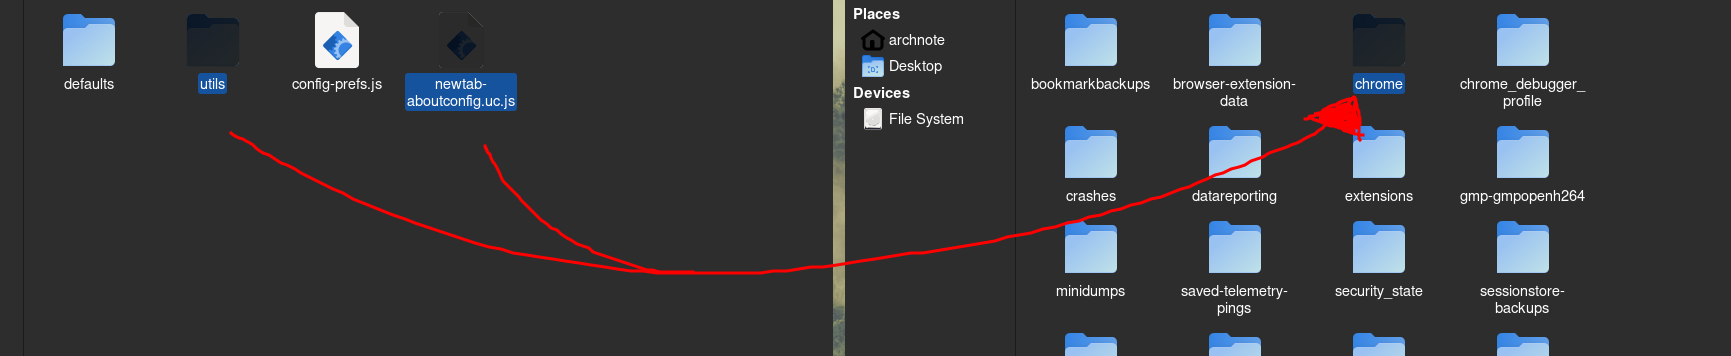 defaults
utils
config-prefs.js
newtab-
aboutconfig.uc.js
Places
archnote
Desktop
Devices
File System
bookmarkbackups
browser-extension-
data
chrome
chrome_debugger_
profile
crashes
datareporting
extensions
gmp-gmpopenh264
minidumps
saved-telemetry-
pings
security_state
sessionstore-
backups